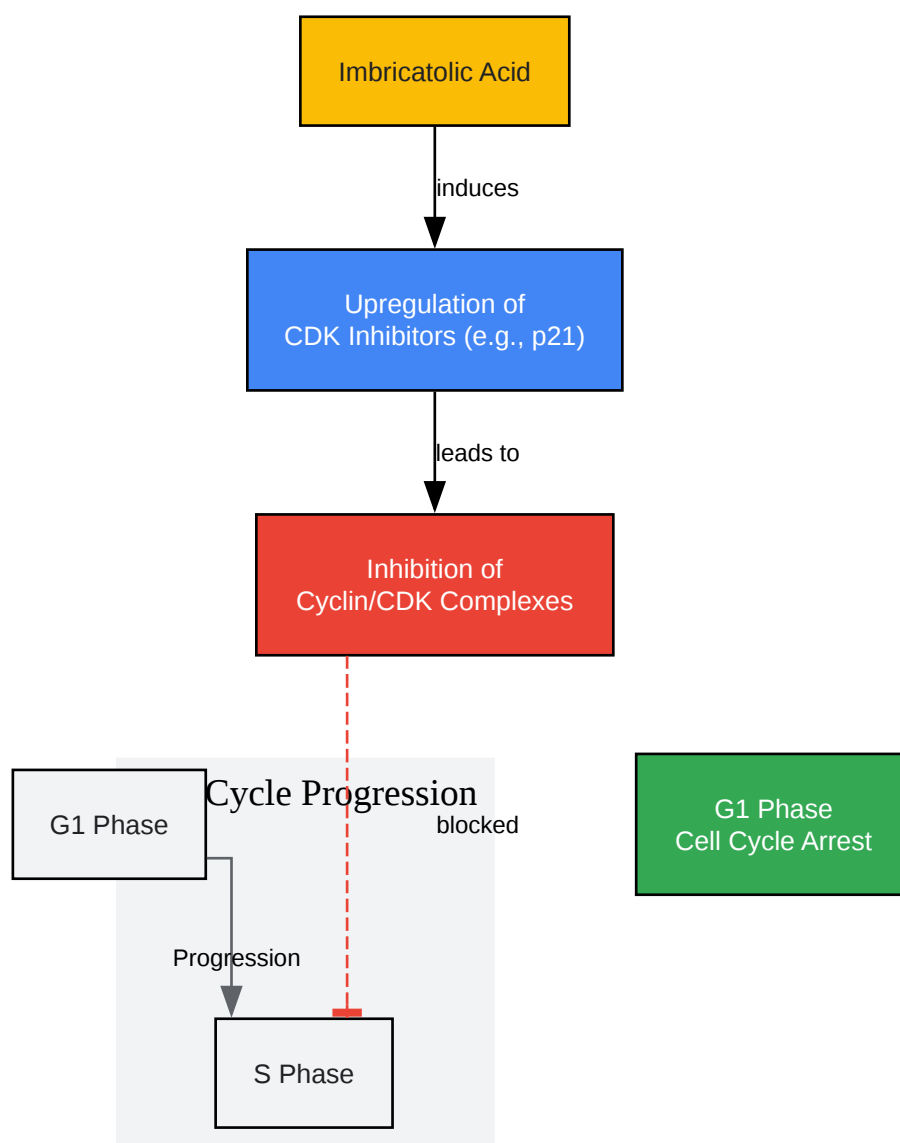 Imbricatolic Acid
induces
Upregulation of
CDK Inhibitors (e.g., p21)
leads to
Inhibition of
Cyclin/CDK Complexes
Cycle Progression
G1 Phase
blocked
G1 Phase
Cell Cycle Arrest
Progression
S Phase